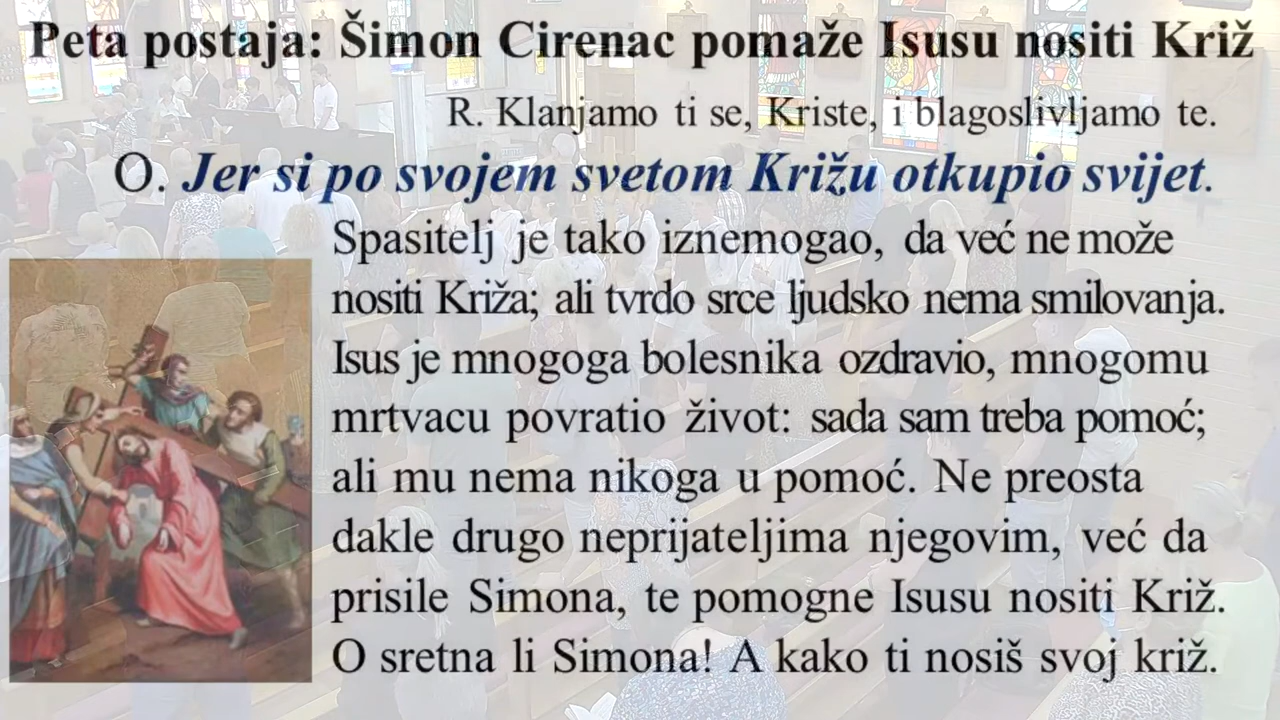 Peta postaja: Šimon Cirenac pomaže Isusu nositi Križ
R. Klanjamo ti se, Kriste, i blagoslivljamo te.
O. Jer si po svojem svetom Križu otkupio svijet.
Spasitelj je tako iznemogao, da već ne može
nositi Križa; ali tvrdo srce ljudsko nema smilovanja.
Isus je mnogoga bolesnika ozdravio, mnogomu
mrtvacu povratio život: sada sam treba pomoć;
ali mu nema nikoga u pomoć. Ne preosta
dakle drugo neprijateljima njegovim, već da
prisile Simona, te pomogne Isusu nositi Križ.
O sretna li Simona! A kako ti nosiš svoj križ.